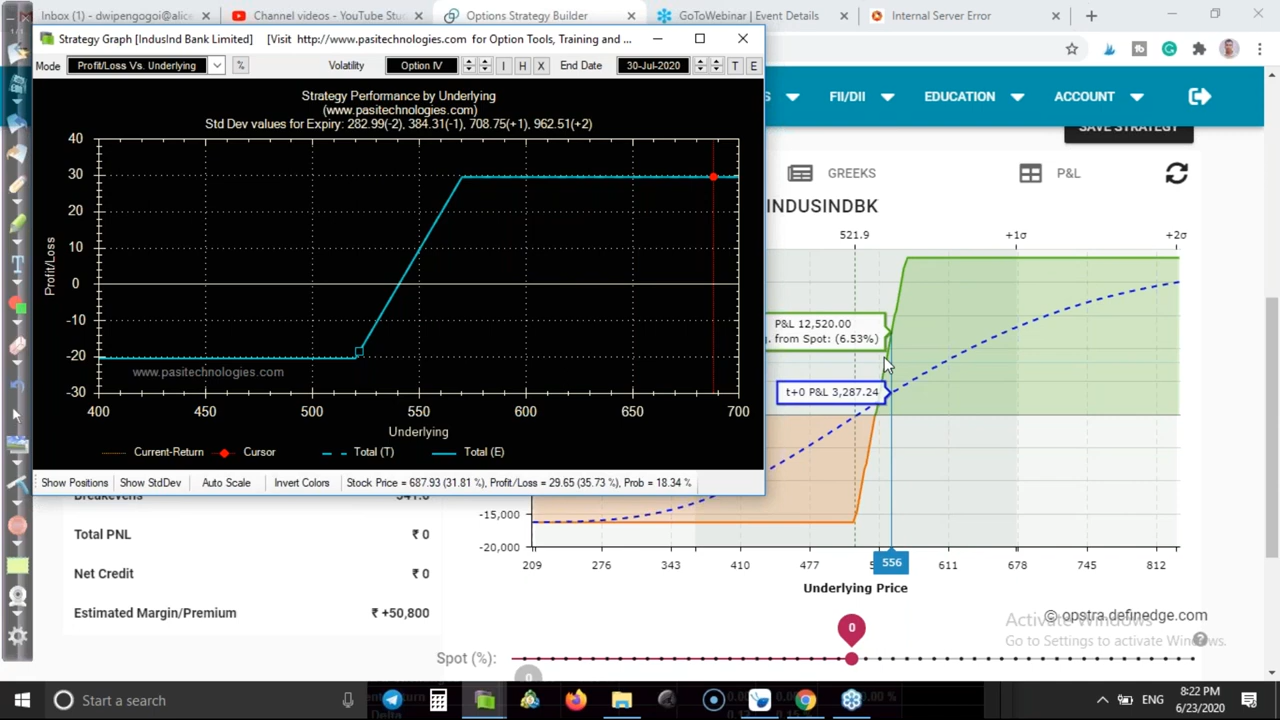 Inbox (1) - dwipengogoi@alice
Channel videos - YouTube Stu
Options Strategy Builder
GoToWebinar | Event Details
Internal Server Error
Strategy Graph [IndusInd Bank Limited] [Visit http://www.pasitechnologies.com for Option Tools, Training and ...
Mode Profit/Loss Vs. Underlying % Volatility Option IV I H X End Date 30-Jul-2020 T E
Strategy Performance by Underlying
(www.pasitechnologies.com)
Std Dev values for Expiry: 282.99(-2), 384.31(-1), 708.75(+1), 962.51(+2)
40
30
20
10
0
-10
-20
-30
Profit/Loss
www.pasitechnologies.com
400 450 500 550 600 650 700
Underlying
Current-Return Cursor Total (T) Total (E)
Show Positions Show StdDev Auto Scale Invert Colors Stock Price = 687.93 (31.81 %), Profit/Loss = 29.65 (35.73 %), Prob = 18.34 %
FII/DII EDUCATION ACCOUNT
SAVE STRATEGY
GREEKS P&L
INDUSINDBK
521.9 +1σ +2σ
P&L 12,520.00
. from Spot: (6.53%)
t+0 P&L 3,287.24
-15,000
-20,000
209 276 343 410 477 556 611 678 745 812
Underlying Price
Breakevens 541.0
Total PNL ₹ 0
Net Credit ₹ 0
Estimated Margin/Premium ₹ +50,800
© opstra.definedge.com
Activate Windows
Go to Settings to activate Windows.
0
Spot (%):
0
Start a search
ENG
8:22 PM
6/23/2020